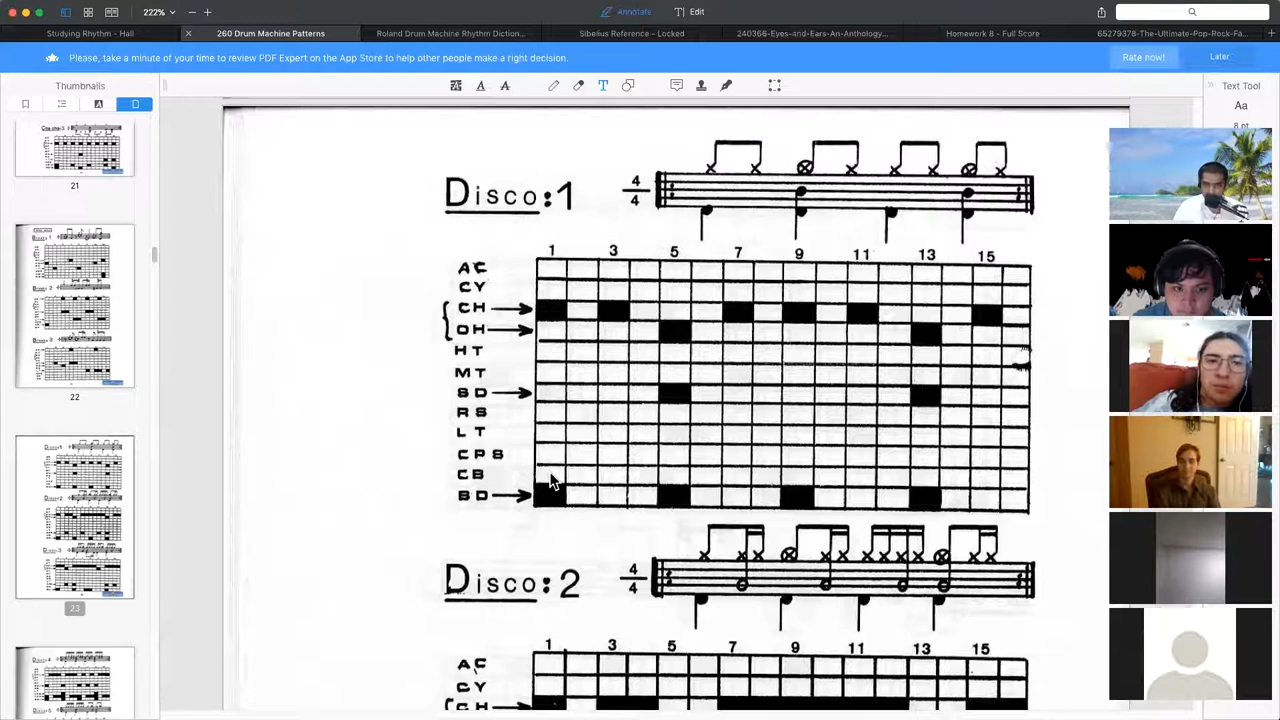 222% Annotate Edit
Studying Rhythm - Hall
260 Drum Machine Patterns
Roland Drum Machine Rhythm Diction...
Sibelius Reference - Locked
240366-Eyes-and-Ears-An-Anthology...
Homework 8 - Full Score
65279378-The-Ultimate-Pop-Rock-Fa...
Please, take a minute of your time to review PDF Expert on the App Store to help other people make a right decision.
Rate now!
Later
Thumbnails
Text Tool
Aa
8 pt
21
22
23
Disco:1
4/4
1 3 5 7 9 11 13 15
AC
CY
CH
OH
HT
MT
SD
RS
LT
CPS
CB
BD
Disco:2
4/4
1 3 5 7 9 11 13 15
AC
CY
CH